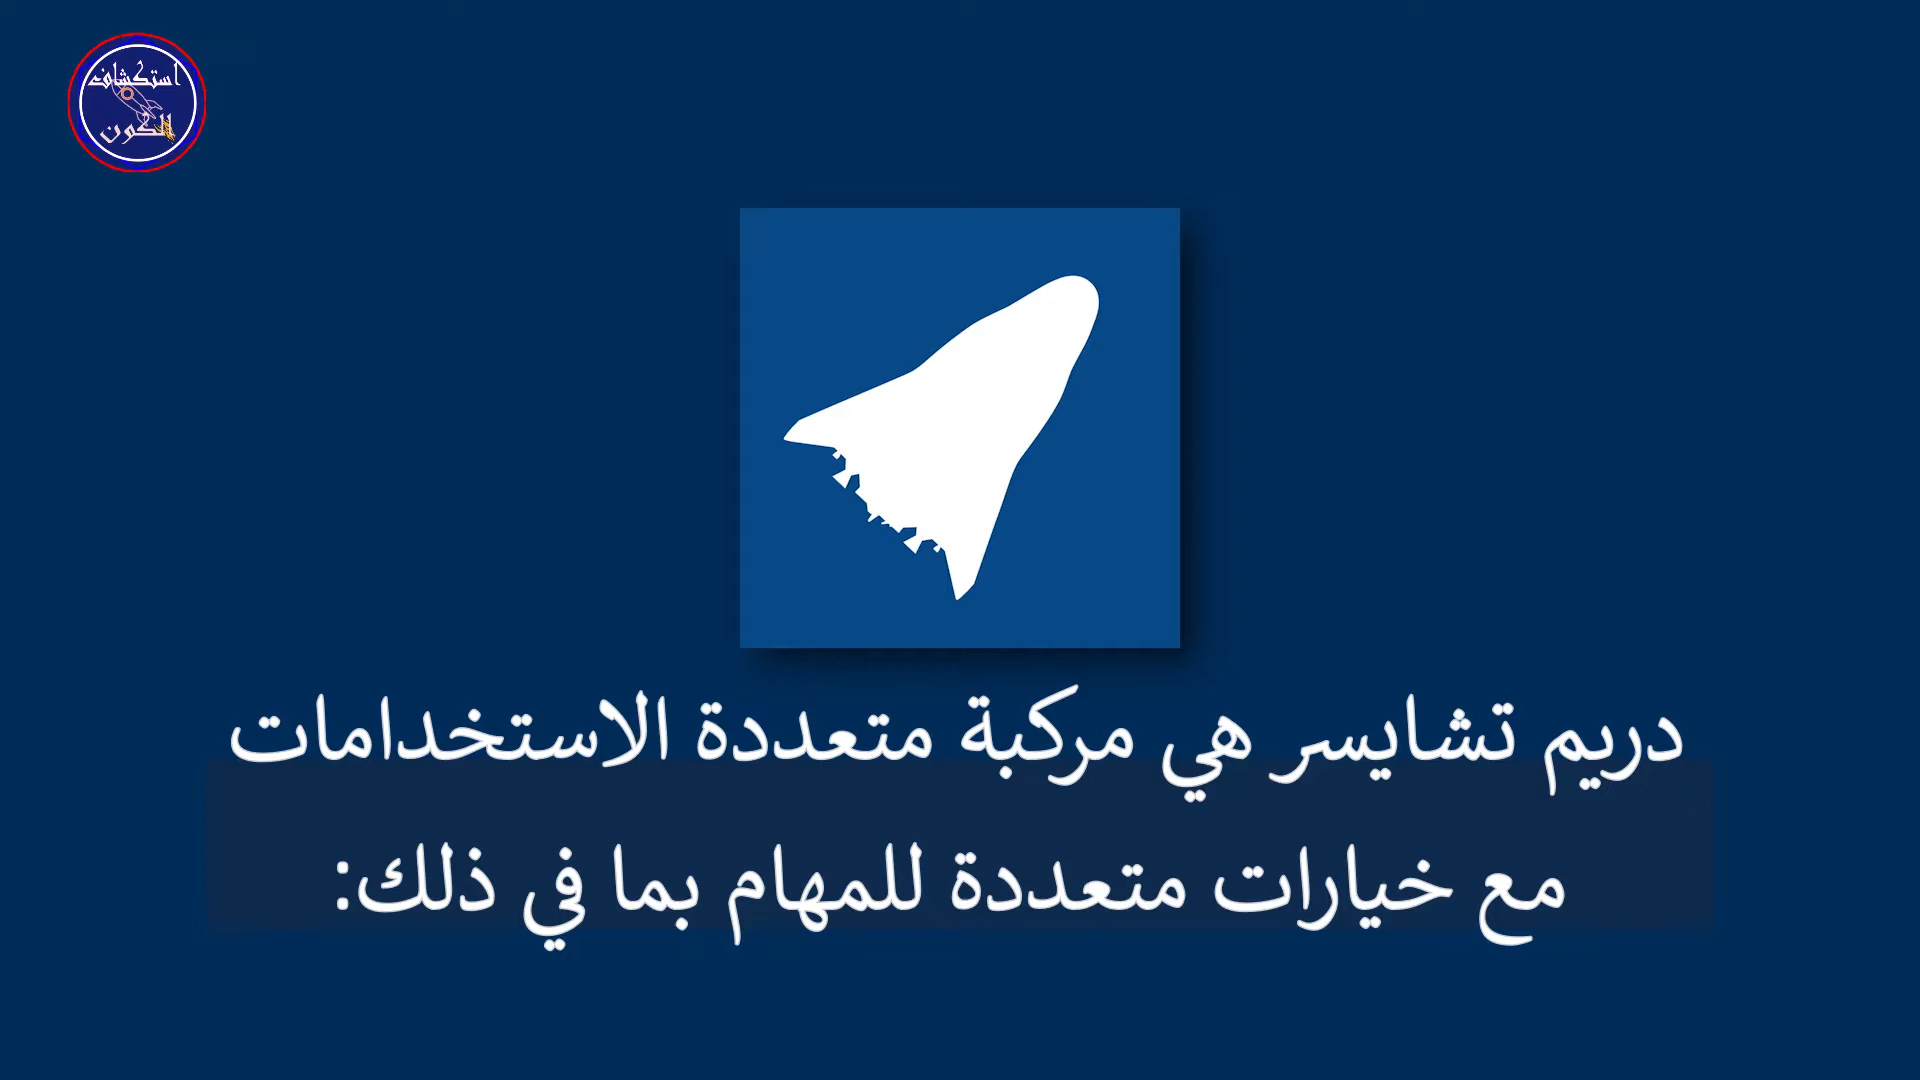 استكشاف
الكون
دريم تشايسر هي مركبة متعددة الاستخدامات
مع خيارات متعددة للمهام بما في ذلك: